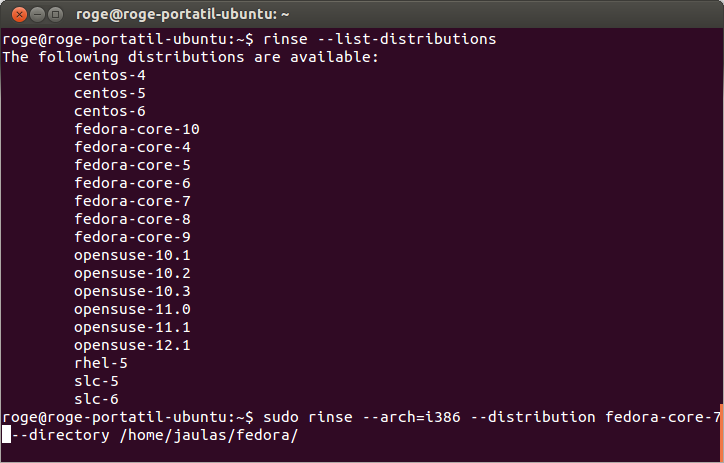 roge@roge-portatil-ubuntu: ~
roge@roge-portatil-ubuntu:~$ rinse --list-distributions
The following distributions are available:
centos-4
centos-5
centos-6
fedora-core-10
fedora-core-4
fedora-core-5
fedora-core-6
fedora-core-7
fedora-core-8
fedora-core-9
opensuse-10.1
opensuse-10.2
opensuse-10.3
opensuse-11.0
opensuse-11.1
opensuse-12.1
rhel-5
slc-5
slc-6
roge@roge-portatil-ubuntu:~$ sudo rinse --arch=i386 --distribution fedora-core-7
--directory /home/jaulas/fedora/